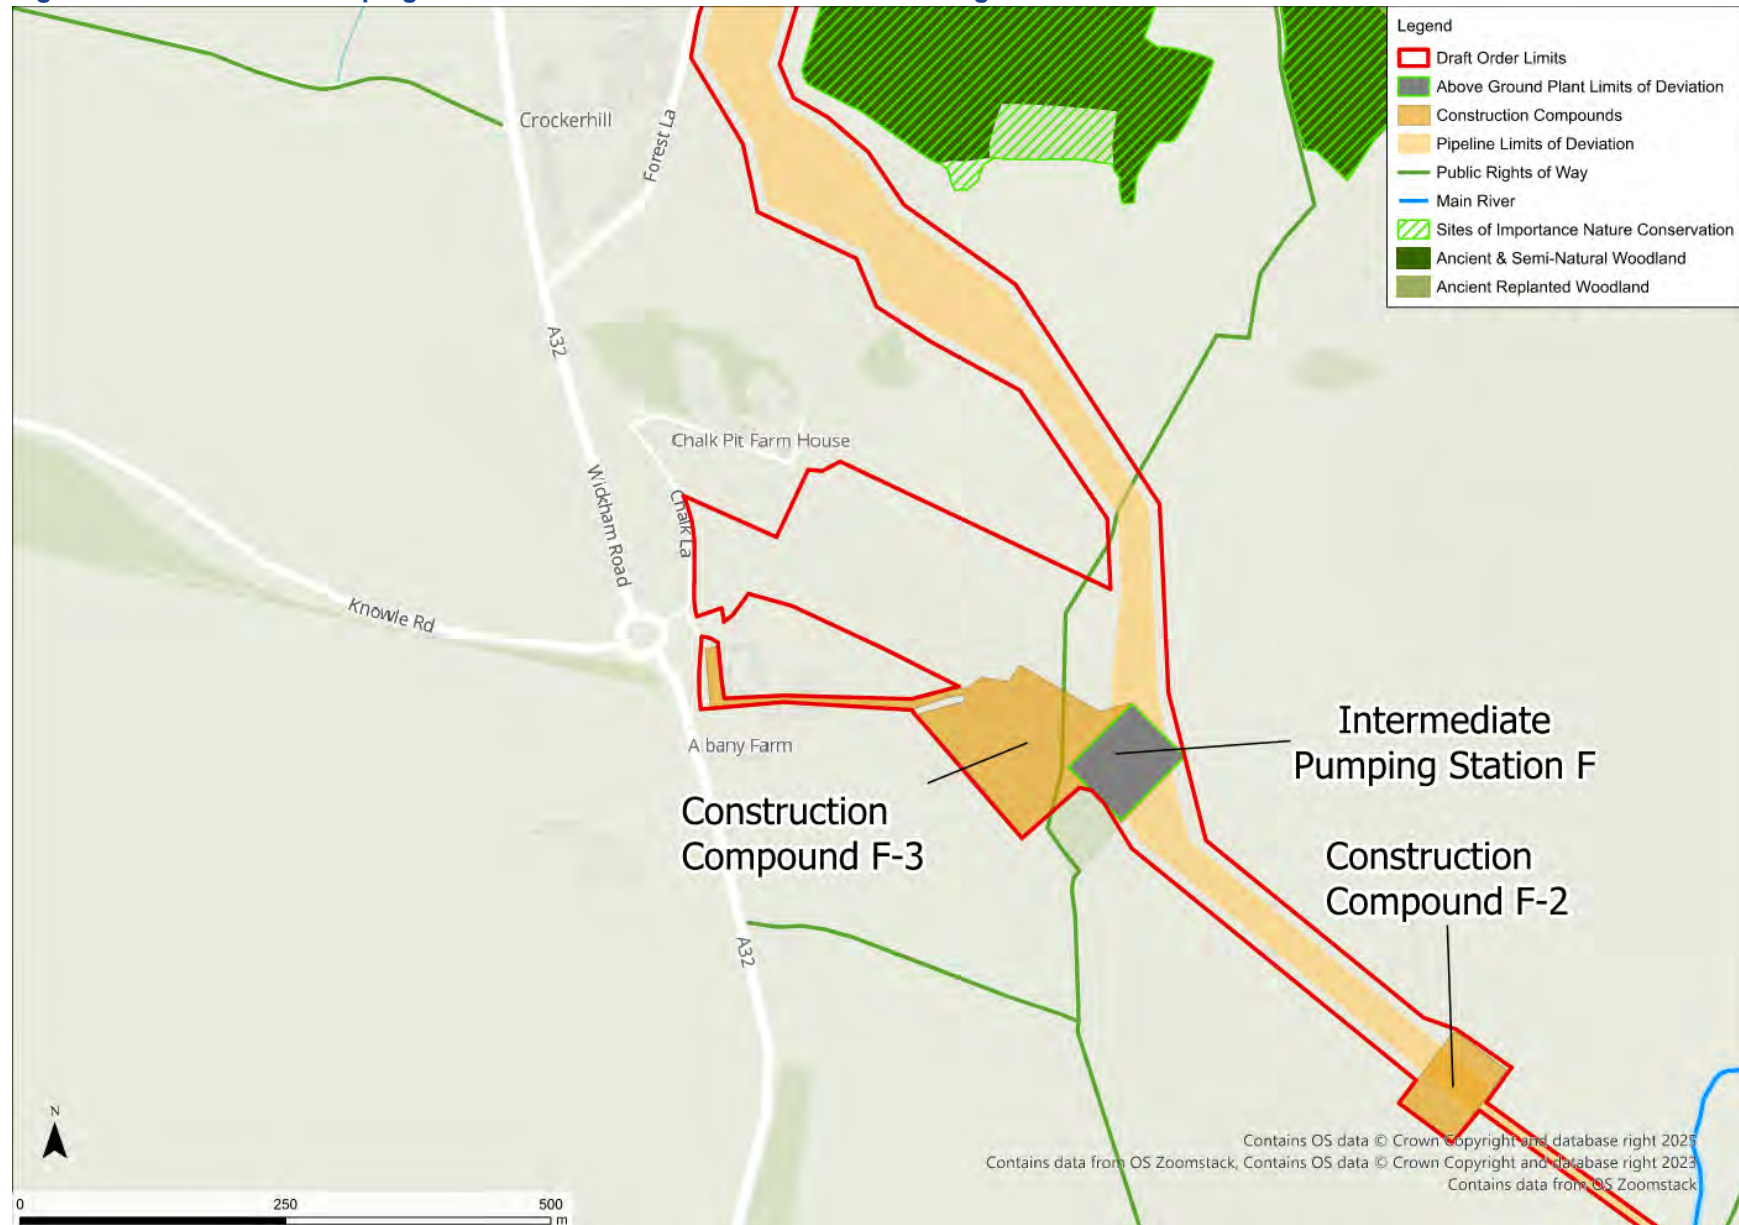 Legend
Draft Order Limits
Above Ground Plant Limits of Deviation
Construction Compounds
Pipeline Limits of Deviation
Public Rights of Way
Main River
Sites of Importance Nature Conservation
Ancient & Semi-Natural Woodland
Ancient Replanted Woodland
Crockerhill
Forest La
A32
Chalk Pit Farm House
Wickham Road
Chalk La
Knowle Rd
Albany Farm
Intermediate
Pumping Station F
Construction
Compound F-3
Construction
Compound F-2
A32
N
Contains OS data © Crown Copyright and database right 2025
Contains data from OS Zoomstack, Contains OS data © Crown Copyright and database right 2023
Contains data from OS Zoomstack
0 250 500
m